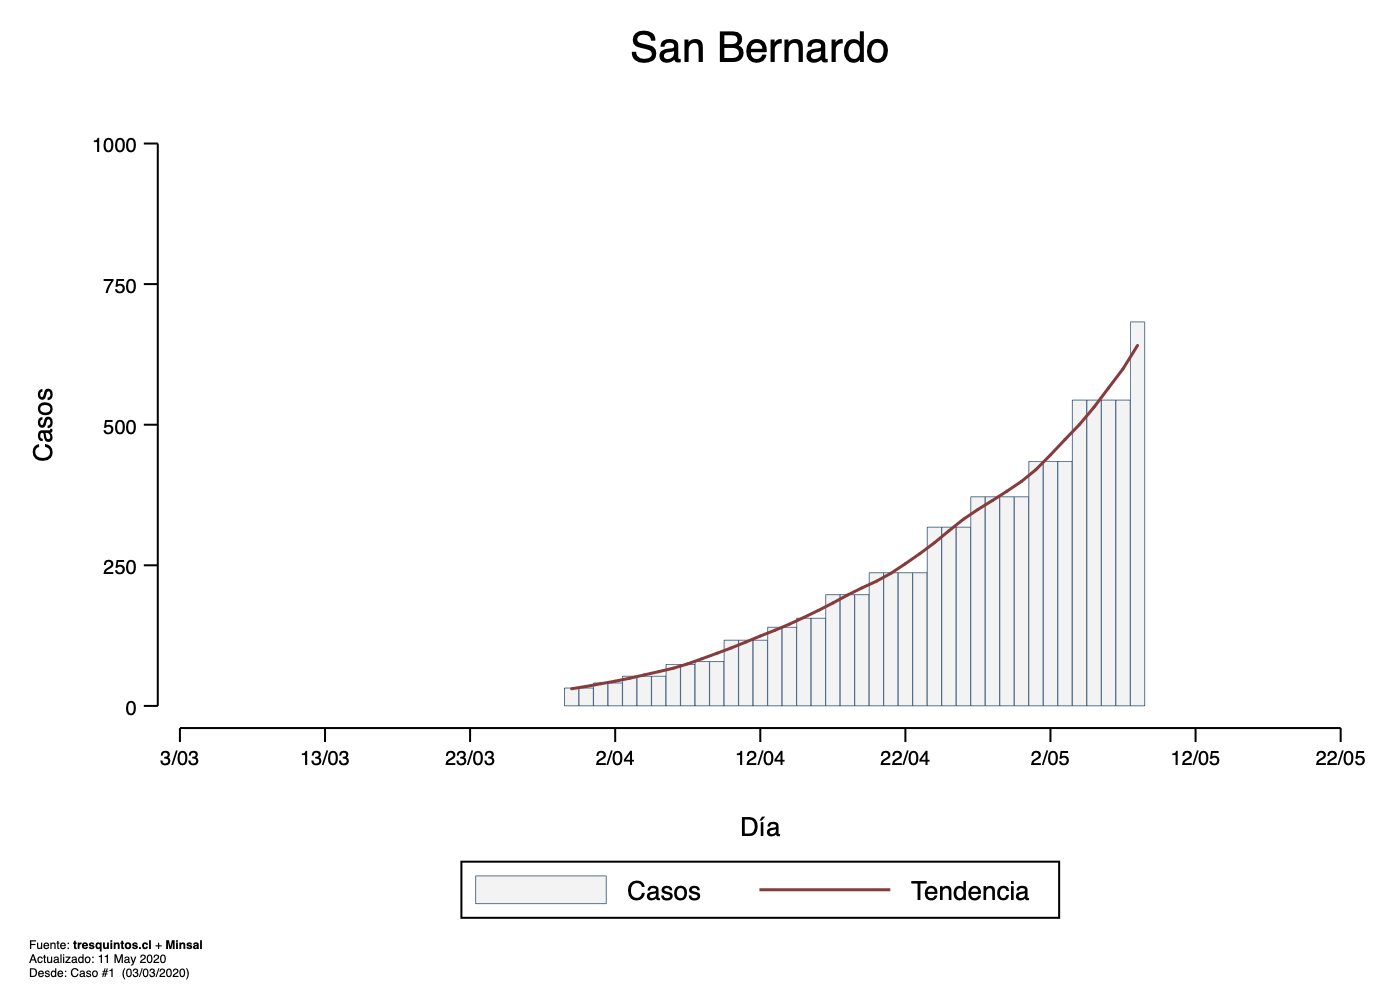 San Bernardo
1000
750
500
250
0
Casos
3/03 13/03 23/03 2/04 12/04 22/04 2/05 12/05 22/05
Día
Casos Tendencia
Fuente: tresquintos.cl + Minsal
Actualizado: 11 May 2020
Desde: Caso #1 (03/03/2020)